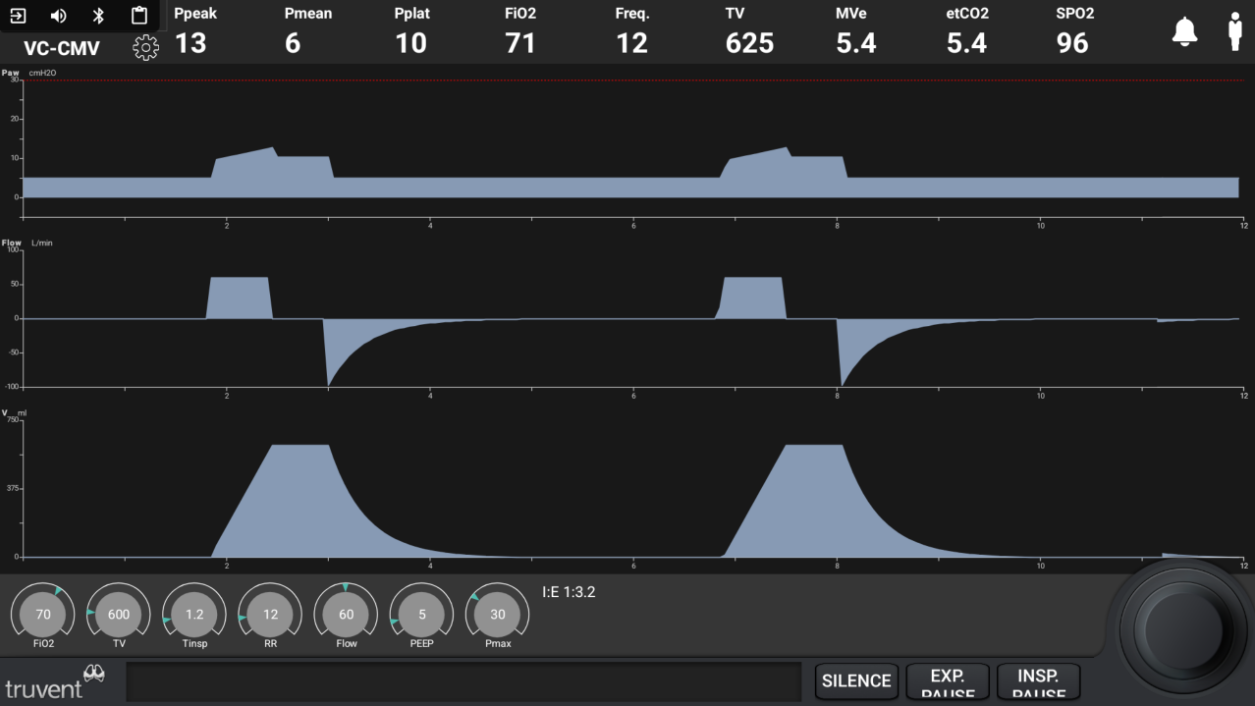 Ppeak Pmean Pplat FiO2 Freq. TV MVe etCO2 SPO2
VC-CMV 13 6 10 71 12 625 5.4 5.4 96
Paw cmH2O
30
20
10
0
2 4 6 8 10 12
Flow L/min
100
50
0
-50
-100
2 4 6 8 10 12
V ml
750
375
0
2 4 6 8 10 12
70 600 1.2 12 60 5 30 I:E 1:3.2
FiO2 TV Tinsp RR Flow PEEP Pmax
truvent
SILENCE
EXP.
PAUSE
INSP.
PAUSE